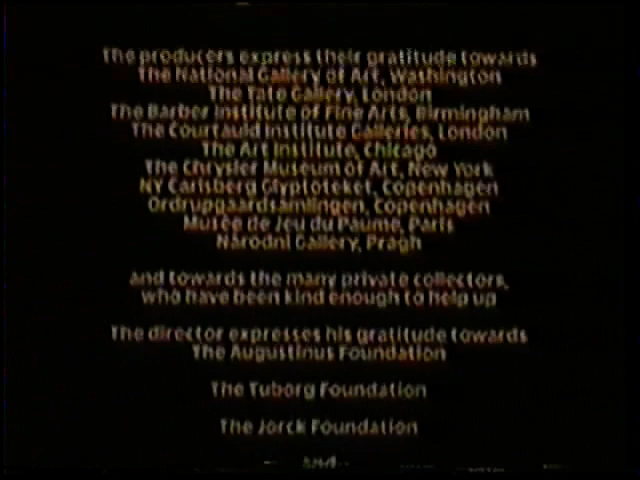 The producers express their gratitude towards
The National Gallery of Art, Washington
The Tate Gallery, London
The Barber Institute of Fine Arts, Birmingham
The Courtauld Institute Galleries, London
The Art Institute, Chicago
The Chrysler Museum of Art, New York
NY Carlsberg Glyptoteket, Copenhagen
Ordrupgaardsamlingen, Copenhagen
Musée de Jeu du Paume, Paris
Narodni Gallery, Pragh
and towards the many private collectors,
who have been kind enough to help up
The director expresses his gratitude towards
The Augustinus Foundation
The Tuborg Foundation
The Jorck Foundation
and